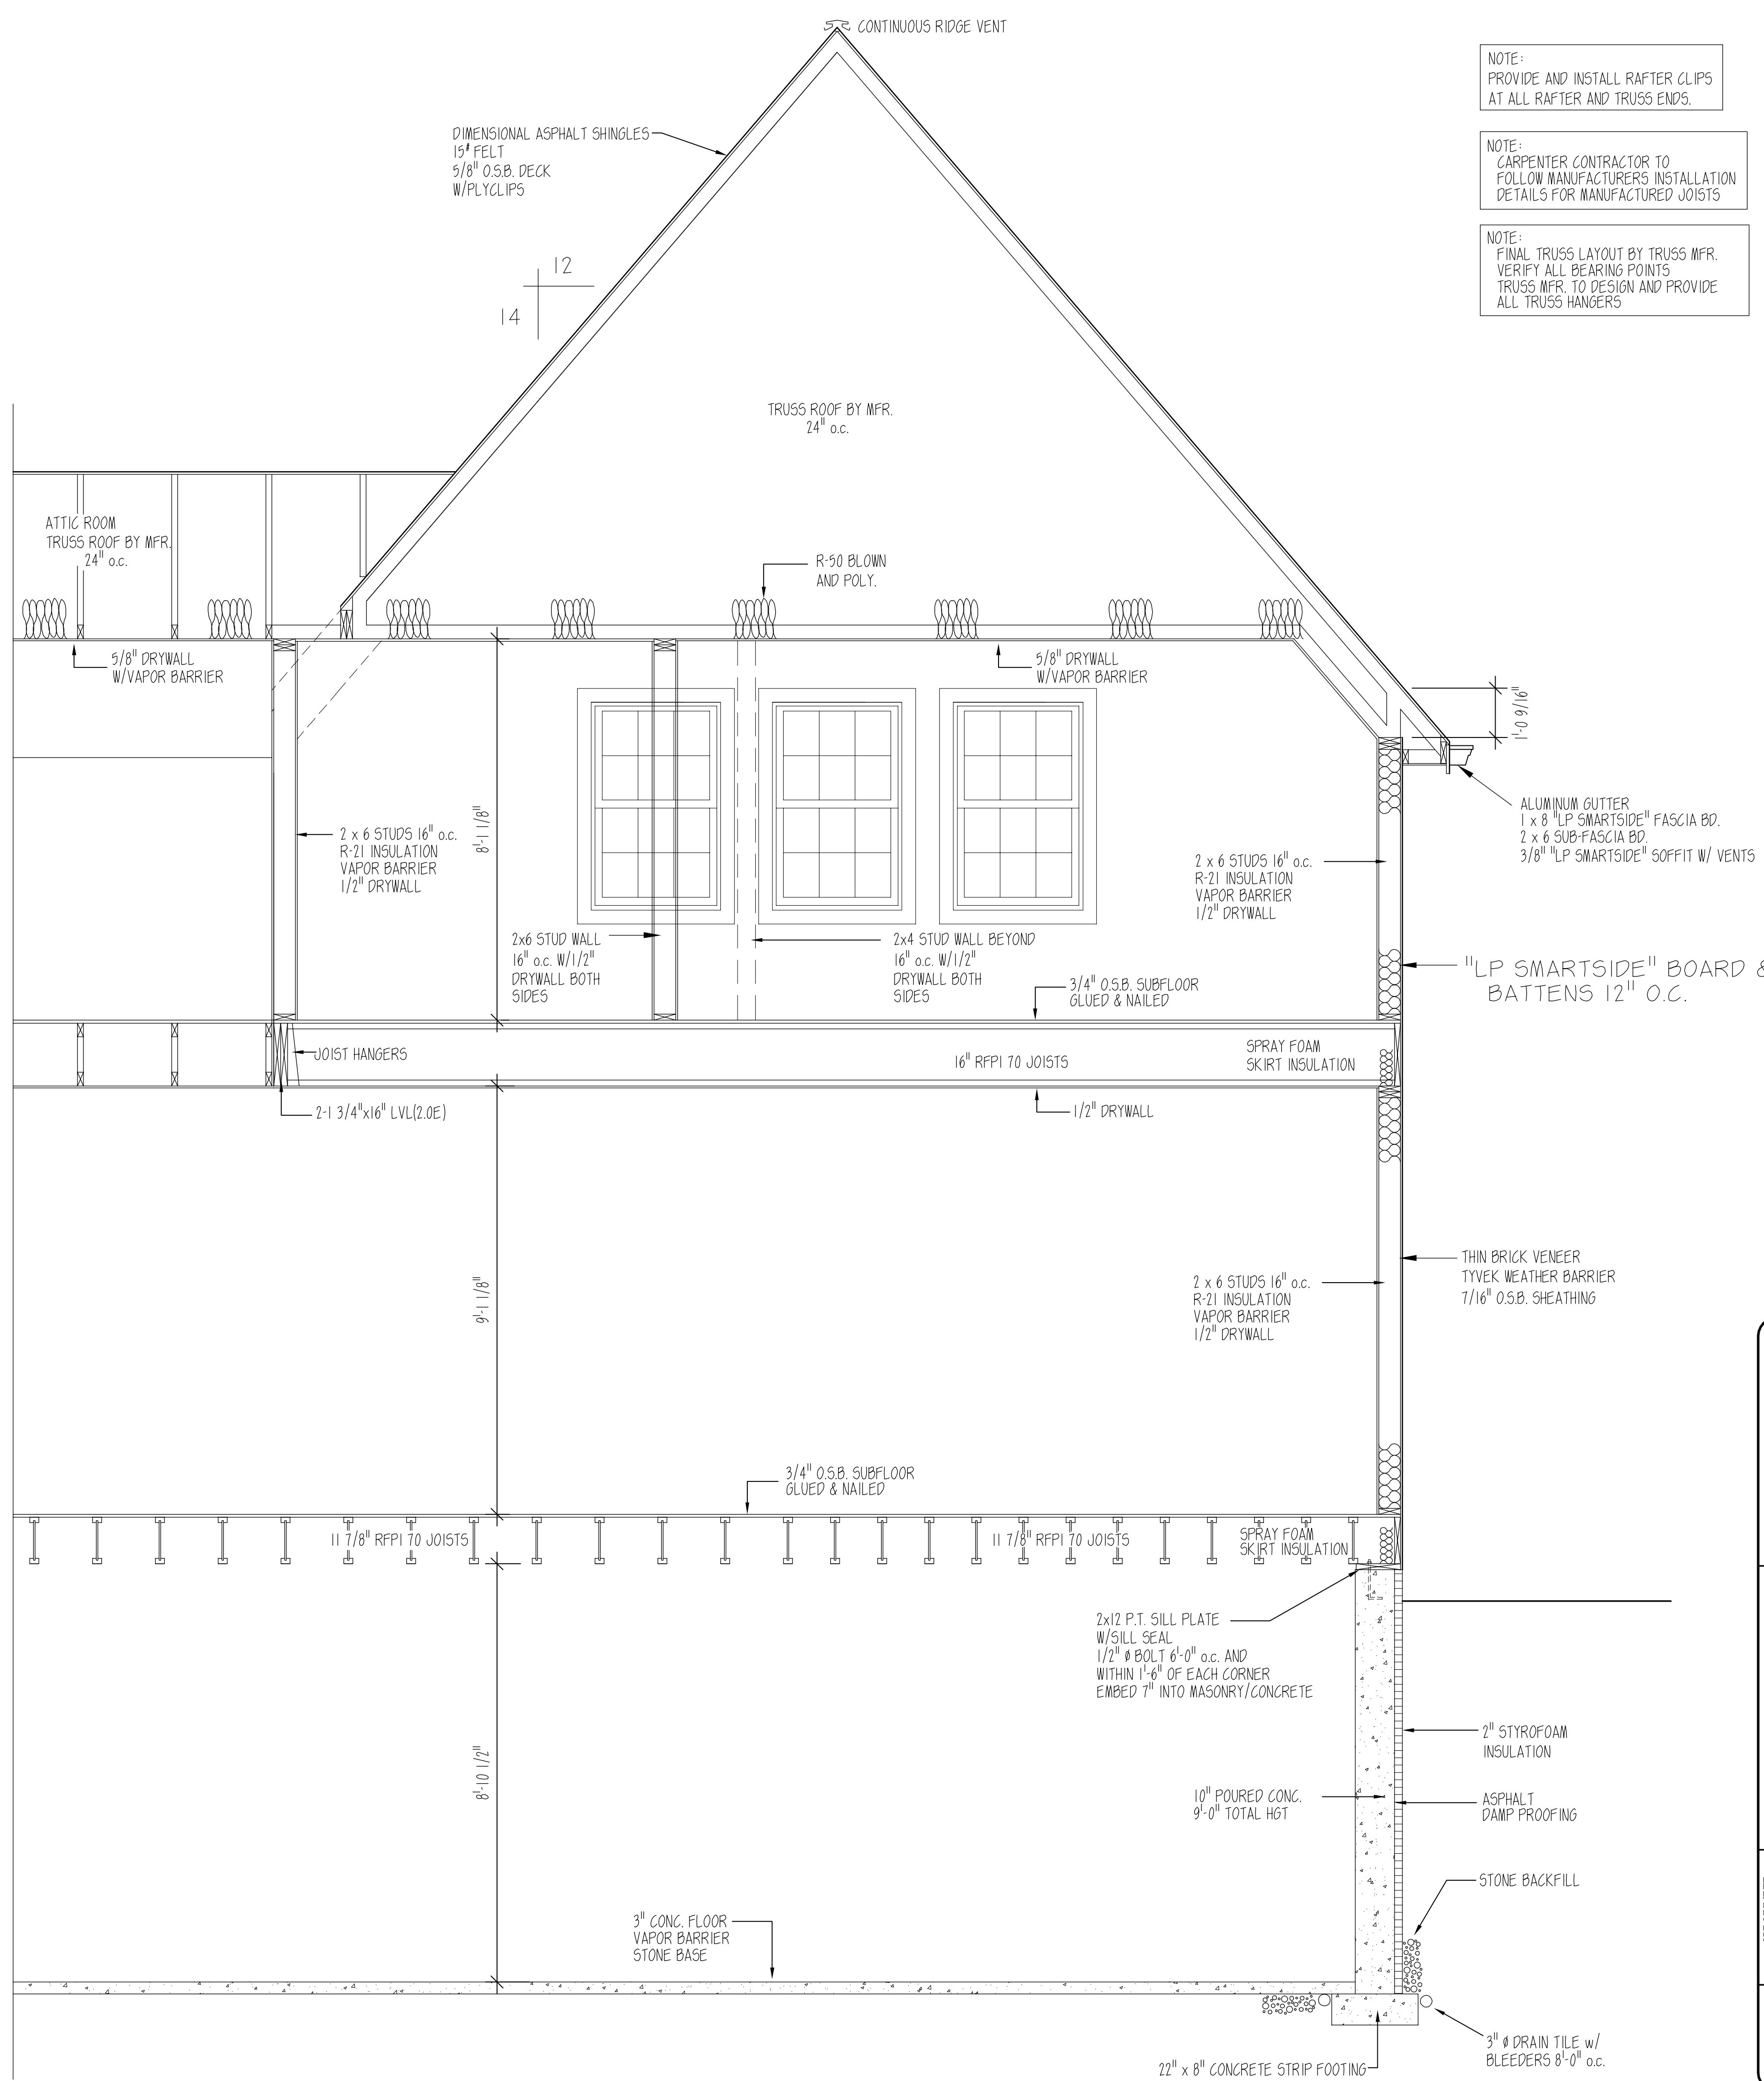 CONTINUOUS RIDGE VENT
NOTE:
PROVIDE AND INSTALL RAFTER CLIPS
AT ALL RAFTER AND TRUSS ENDS.
NOTE:
CARPENTER CONTRACTOR TO
FOLLOW MANUFACTURERS INSTALLATION
DETAILS FOR MANUFACTURED JOISTS
NOTE:
FINAL TRUSS LAYOUT BY TRUSS MFR.
VERIFY ALL BEARING POINTS
TRUSS MFR. TO DESIGN AND PROVIDE
ALL TRUSS HANGERS
DIMENSIONAL ASPHALT SHINGLES
15# FELT
5/8" O.S.B. DECK
W/PLYCLIPS
12
14
TRUSS ROOF BY MFR.
24" o.c.
ATTIC ROOM
TRUSS ROOF BY MFR.
24" o.c.
R-50 BLOWN
AND POLY.
5/8" DRYWALL
W/VAPOR BARRIER
5/8" DRYWALL
W/VAPOR BARRIER
1'-0 9/16"
ALUMINUM GUTTER
1 x 8 "LP SMARTSIDE" FASCIA BD.
2 x 6 SUB-FASCIA BD.
3/8" "LP SMARTSIDE" SOFFIT W/ VENTS
8'-1 1/8"
2 x 6 STUDS 16" o.c.
R-21 INSULATION
VAPOR BARRIER
1/2" DRYWALL
2 x 6 STUDS 16" o.c.
R-21 INSULATION
VAPOR BARRIER
1/2" DRYWALL
2x6 STUD WALL
16" o.c. W/1/2"
DRYWALL BOTH
SIDES
2x4 STUD WALL BEYOND
16" o.c. W/1/2"
DRYWALL BOTH
SIDES
"LP SMARTSIDE" BOARD &
BATTENS 12" O.C.
3/4" O.S.B. SUBFLOOR
GLUED & NAILED
JOIST HANGERS
16" RFPI 70 JOISTS
SPRAY FOAM
SKIRT INSULATION
2-1 3/4"x16" LVL(2.0E)
1/2" DRYWALL
9'-1 1/8"
2 x 6 STUDS 16" o.c.
R-21 INSULATION
VAPOR BARRIER
1/2" DRYWALL
THIN BRICK VENEER
TYVEK WEATHER BARRIER
7/16" O.S.B. SHEATHING
3/4" O.S.B. SUBFLOOR
GLUED & NAILED
11 7/8" RFPI 70 JOISTS
11 7/8" RFPI 70 JOISTS
SPRAY FOAM
SKIRT INSULATION
2x12 P.T. SILL PLATE
W/SILL SEAL
1/2" ø BOLT 6'-0" o.c. AND
WITHIN 1'-6" OF EACH CORNER
EMBED 7" INTO MASONRY/CONCRETE
8'-10 1/2"
2" STYROFOAM
INSULATION
10" POURED CONC.
9'-0" TOTAL HGT
ASPHALT
DAMP PROOFING
STONE BACKFILL
3" CONC. FLOOR
VAPOR BARRIER
STONE BASE
3" ø DRAIN TILE w/
BLEEDERS 8'-0" o.c.
22" x 8" CONCRETE STRIP FOOTING